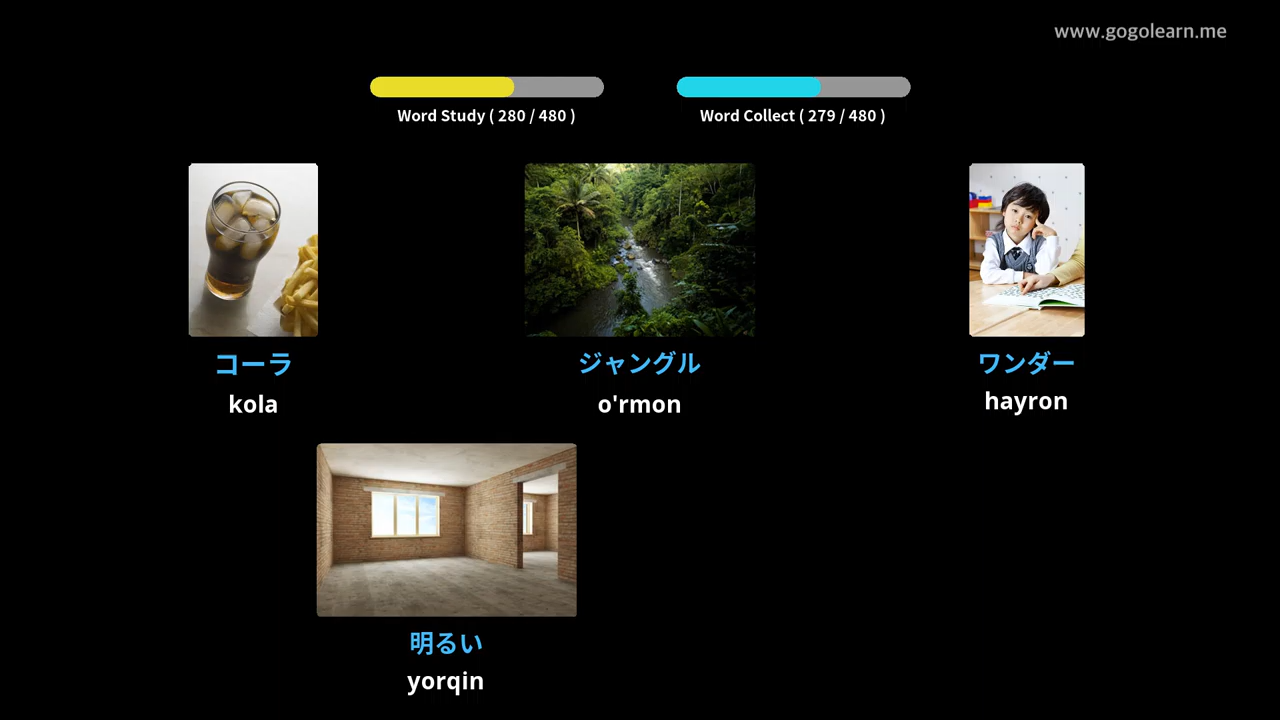 www.gogolearn.me
Word Study ( 280 / 480 )
Word Collect ( 279 / 480 )
コーラ
kola
ジャングル
o'rmon
ワンダー
hayron
明るい
yorqin